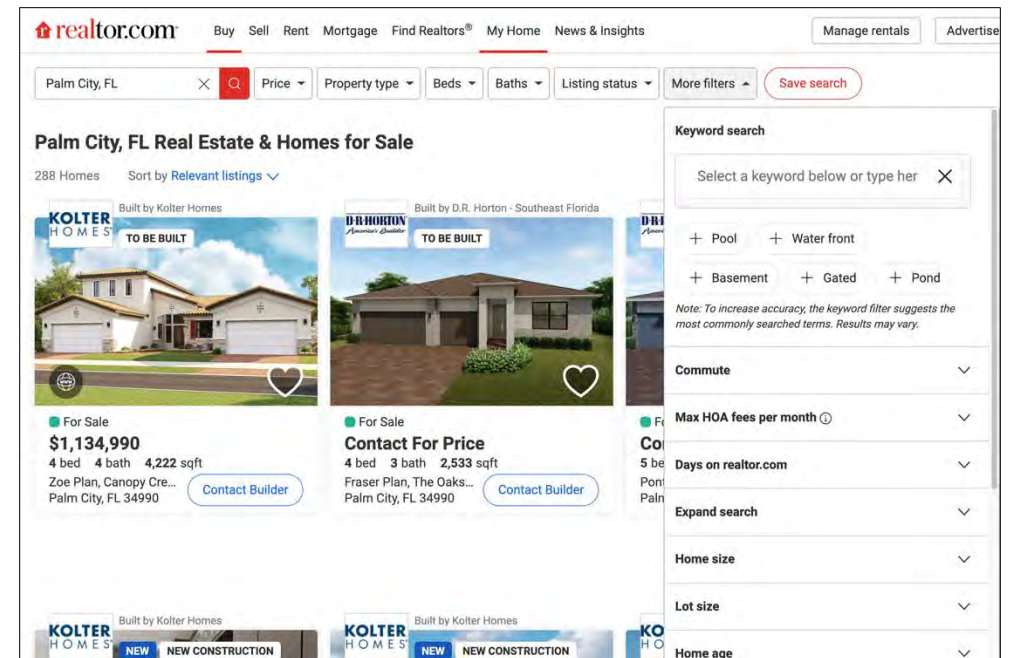 realtor.com®
Buy Sell Rent Mortgage Find Realtors® My Home News & Insights
Manage rentals Advertise
Palm City, FL
Price Property type Beds Baths Listing status More filters Save search
Palm City, FL Real Estate & Homes for Sale
288 Homes Sort by Relevant listings
KOLTER
HOMES
Built by Kolter Homes
TO BE BUILT
For Sale
$1,134,990
4 bed 4 bath 4,222 sqft
Zoe Plan, Canopy Cre...
Palm City, FL 34990
Contact Builder
D·R·HORTON
America's Builder
Built by D.R. Horton - Southeast Florida
TO BE BUILT
For Sale
Contact For Price
4 bed 3 bath 2,533 sqft
Fraser Plan, The Oaks...
Palm City, FL 34990
Contact Builder
5 be
Keyword search
Select a keyword below or type her
+ Pool + Water front
+ Basement + Gated + Pond
Note: To increase accuracy, the keyword filter suggests the
most commonly searched terms. Results may vary.
Commute
Max HOA fees per month
Days on realtor.com
Expand search
Home size
Lot size
Home age
KOLTER
HOMES
Built by Kolter Homes
NEW NEW CONSTRUCTION
KOLTER
HOMES
Built by Kolter Homes
NEW NEW CONSTRUCTION